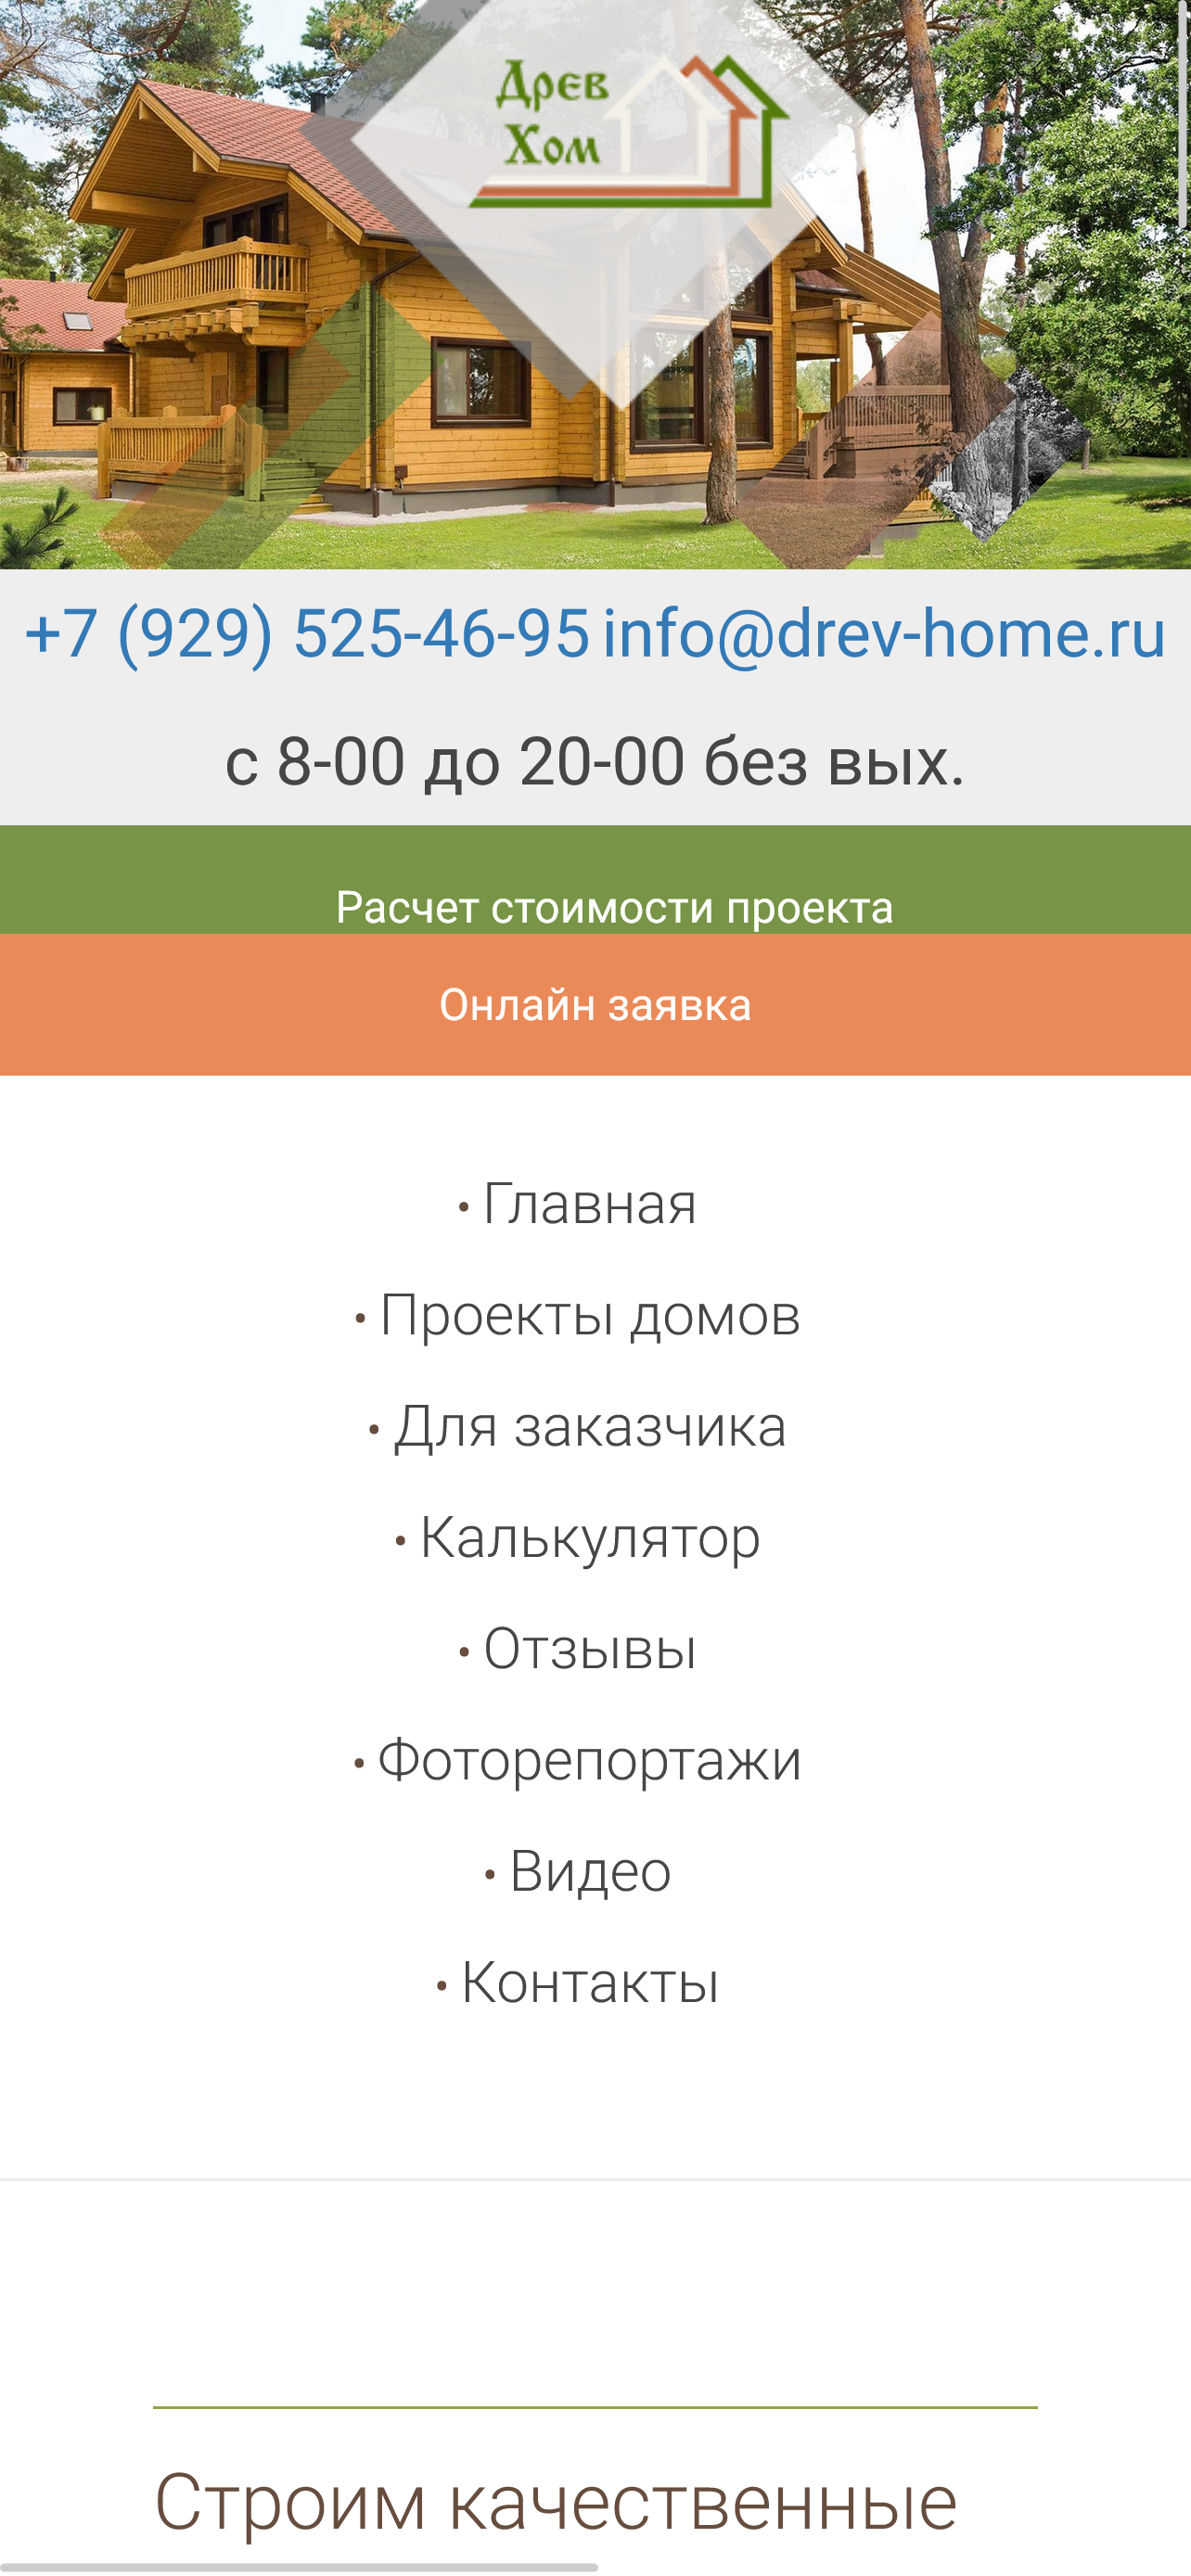 Древ
Хом
+7 (929) 525-46-95 info@drev-home.ru
с 8-00 до 20-00 без вых.
Расчет стоимости проекта
Онлайн заявка
• Главная
• Проекты домов
• Для заказчика
• Калькулятор
• Отзывы
• Фоторепортажи
• Видео
• Контакты
Строим качественные